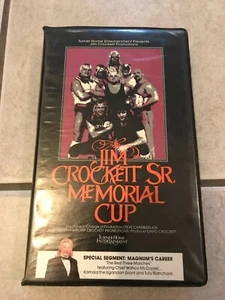 Turner Home Entertainment Presents
Jim Crockett Promotions
The
JIM
CROCKETT SR.
MEMORIAL
CUP
TURNER HOME
ENTERTAINMENT
SPECIAL SEGMENT: MAGNUM'S CAREER
"The Best Three Matches"
featuring Chief Wahoo McDaniel,
Kamala the Ugandan Giant and Tully Blanchard